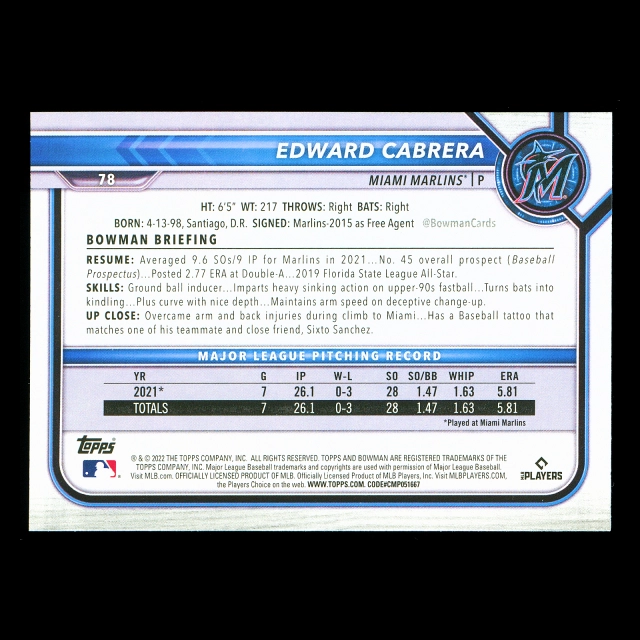 EDWARD CABRERA
78
MIAMI MARLINS® | P
HT: 6'5" WT: 217 THROWS: Right BATS: Right
BORN: 4-13-98, Santiago, D.R. SIGNED: Marlins-2015 as Free Agent @BowmanCards
BOWMAN BRIEFING
RESUME: Averaged 9.6 SOs/9 IP for Marlins in 2021...No. 45 overall prospect (Baseball
Prospectus)...Posted 2.77 ERA at Double-A...2019 Florida State League All-Star.
SKILLS: Ground ball inducer...Imparts heavy sinking action on upper-90s fastball...Turns bats into
kindling...Plus curve with nice depth...Maintains arm speed on deceptive change-up.
UP CLOSE: Overcame arm and back injuries during climb to Miami...Has a Baseball tattoo that
matches one of his teammate and close friend, Sixto Sanchez.
MAJOR LEAGUE PITCHING RECORD
YR G IP W-L SO SO/BB WHIP ERA
2021* 7 26.1 0-3 28 1.47 1.63 5.81
TOTALS 7 26.1 0-3 28 1.47 1.63 5.81
*Played at Miami Marlins
Topps
® & © 2022 THE TOPPS COMPANY, INC. ALL RIGHTS RESERVED. TOPPS AND BOWMAN ARE REGISTERED TRADEMARKS OF THE
TOPPS COMPANY, INC. Major League Baseball trademarks and copyrights are used with permission of Major League Baseball.
Visit MLB.com. OFFICIALLY LICENSED PRODUCT OF MLB. Officially Licensed Product of MLB Players, Inc. Visit MLBPLAYERS.COM,
the Players Choice on the web. WWW.TOPPS.COM. CODE#CMP051667
MLB PLAYERS